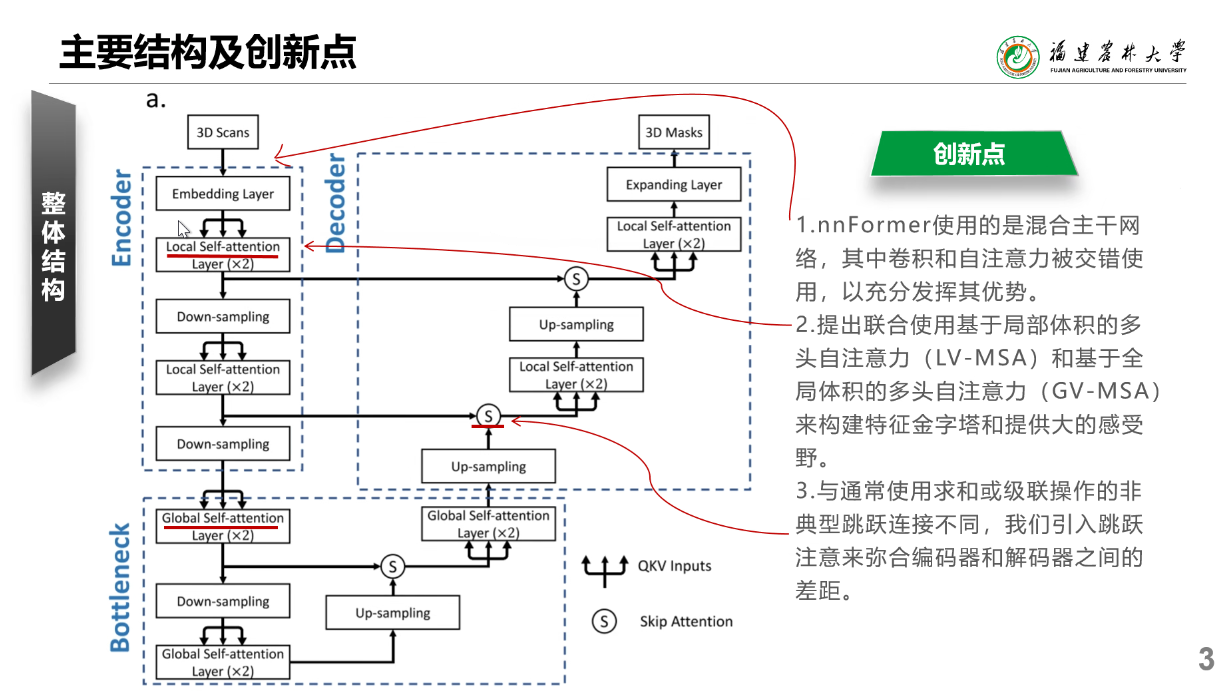 主要结构及创新点
福建农林大学
FUJIAN AGRICULTURE AND FORESTRY UNIVERSITY
整体结构
a.
3D Scans
Encoder
Embedding Layer
Local Self-attention
Layer (×2)
Down-sampling
Local Self-attention
Layer (×2)
Down-sampling
Decoder
3D Masks
Expanding Layer
Local Self-attention
Layer (×2)
S
Up-sampling
Local Self-attention
Layer (×2)
S
Up-sampling
Bottleneck
Global Self-attention
Layer (×2)
Down-sampling
Global Self-attention
Layer (×2)
Global Self-attention
Layer (×2)
S
Up-sampling
QKV Inputs
S
Skip Attention
创新点
1.nnFormer使用的是混合主干网
络，其中卷积和自注意力被交错使
用，以充分发挥其优势。
2.提出联合使用基于局部体积的多
头自注意力（LV-MSA）和基于全
局体积的多头自注意力（GV-MSA）
来构建特征金字塔和提供大的感受
野。
3.与通常使用求和或级联操作的非
典型跳跃连接不同，我们引入跳跃
注意来弥合编码器和解码器之间的
差距。
3